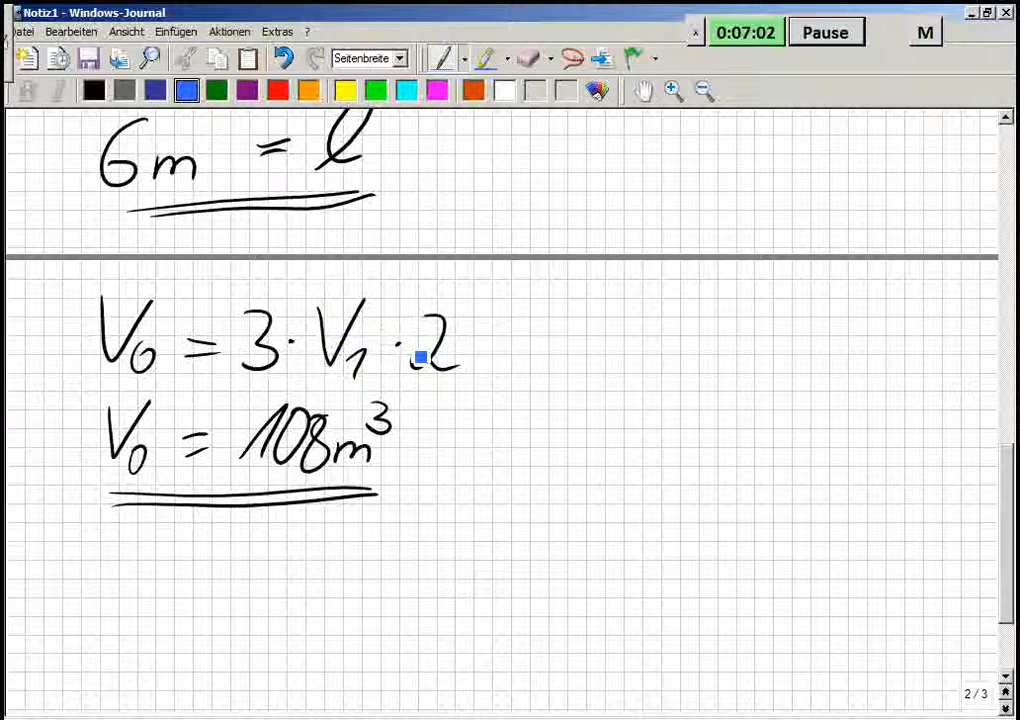 Notiz1 - Windows-Journal
Datei Bearbeiten Ansicht Einfügen Aktionen Extras ?
00:07:02 Pause M
Seitenbreite
6m = l
V₀ = 3 · V₁ · 2
V₀ = 108m³
2 / 3